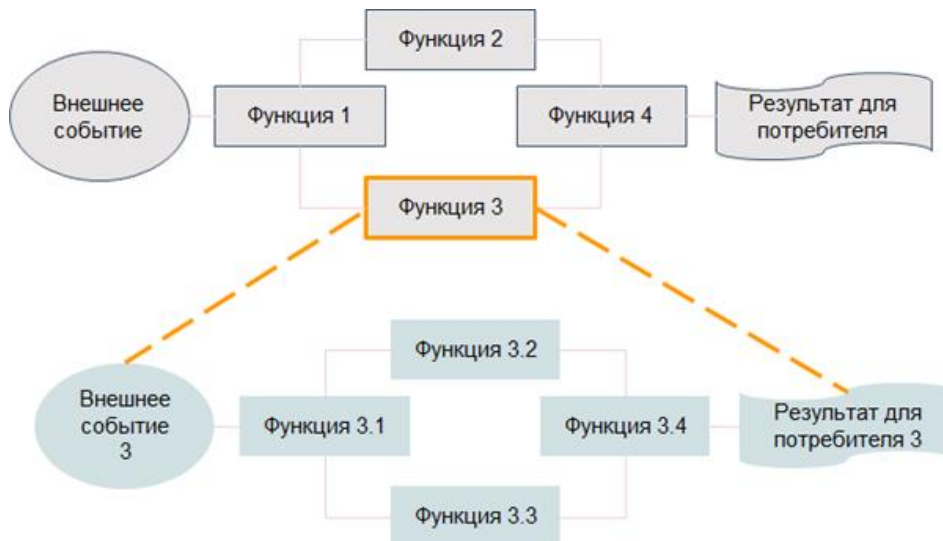 Функция 2
Внешнее
событие
Функция 1
Функция 4
Результат для
потребителя
Функция 3
Функция 3.2
Внешнее
событие
3
Функция 3.1
Функция 3.4
Результат для
потребителя 3
Функция 3.3